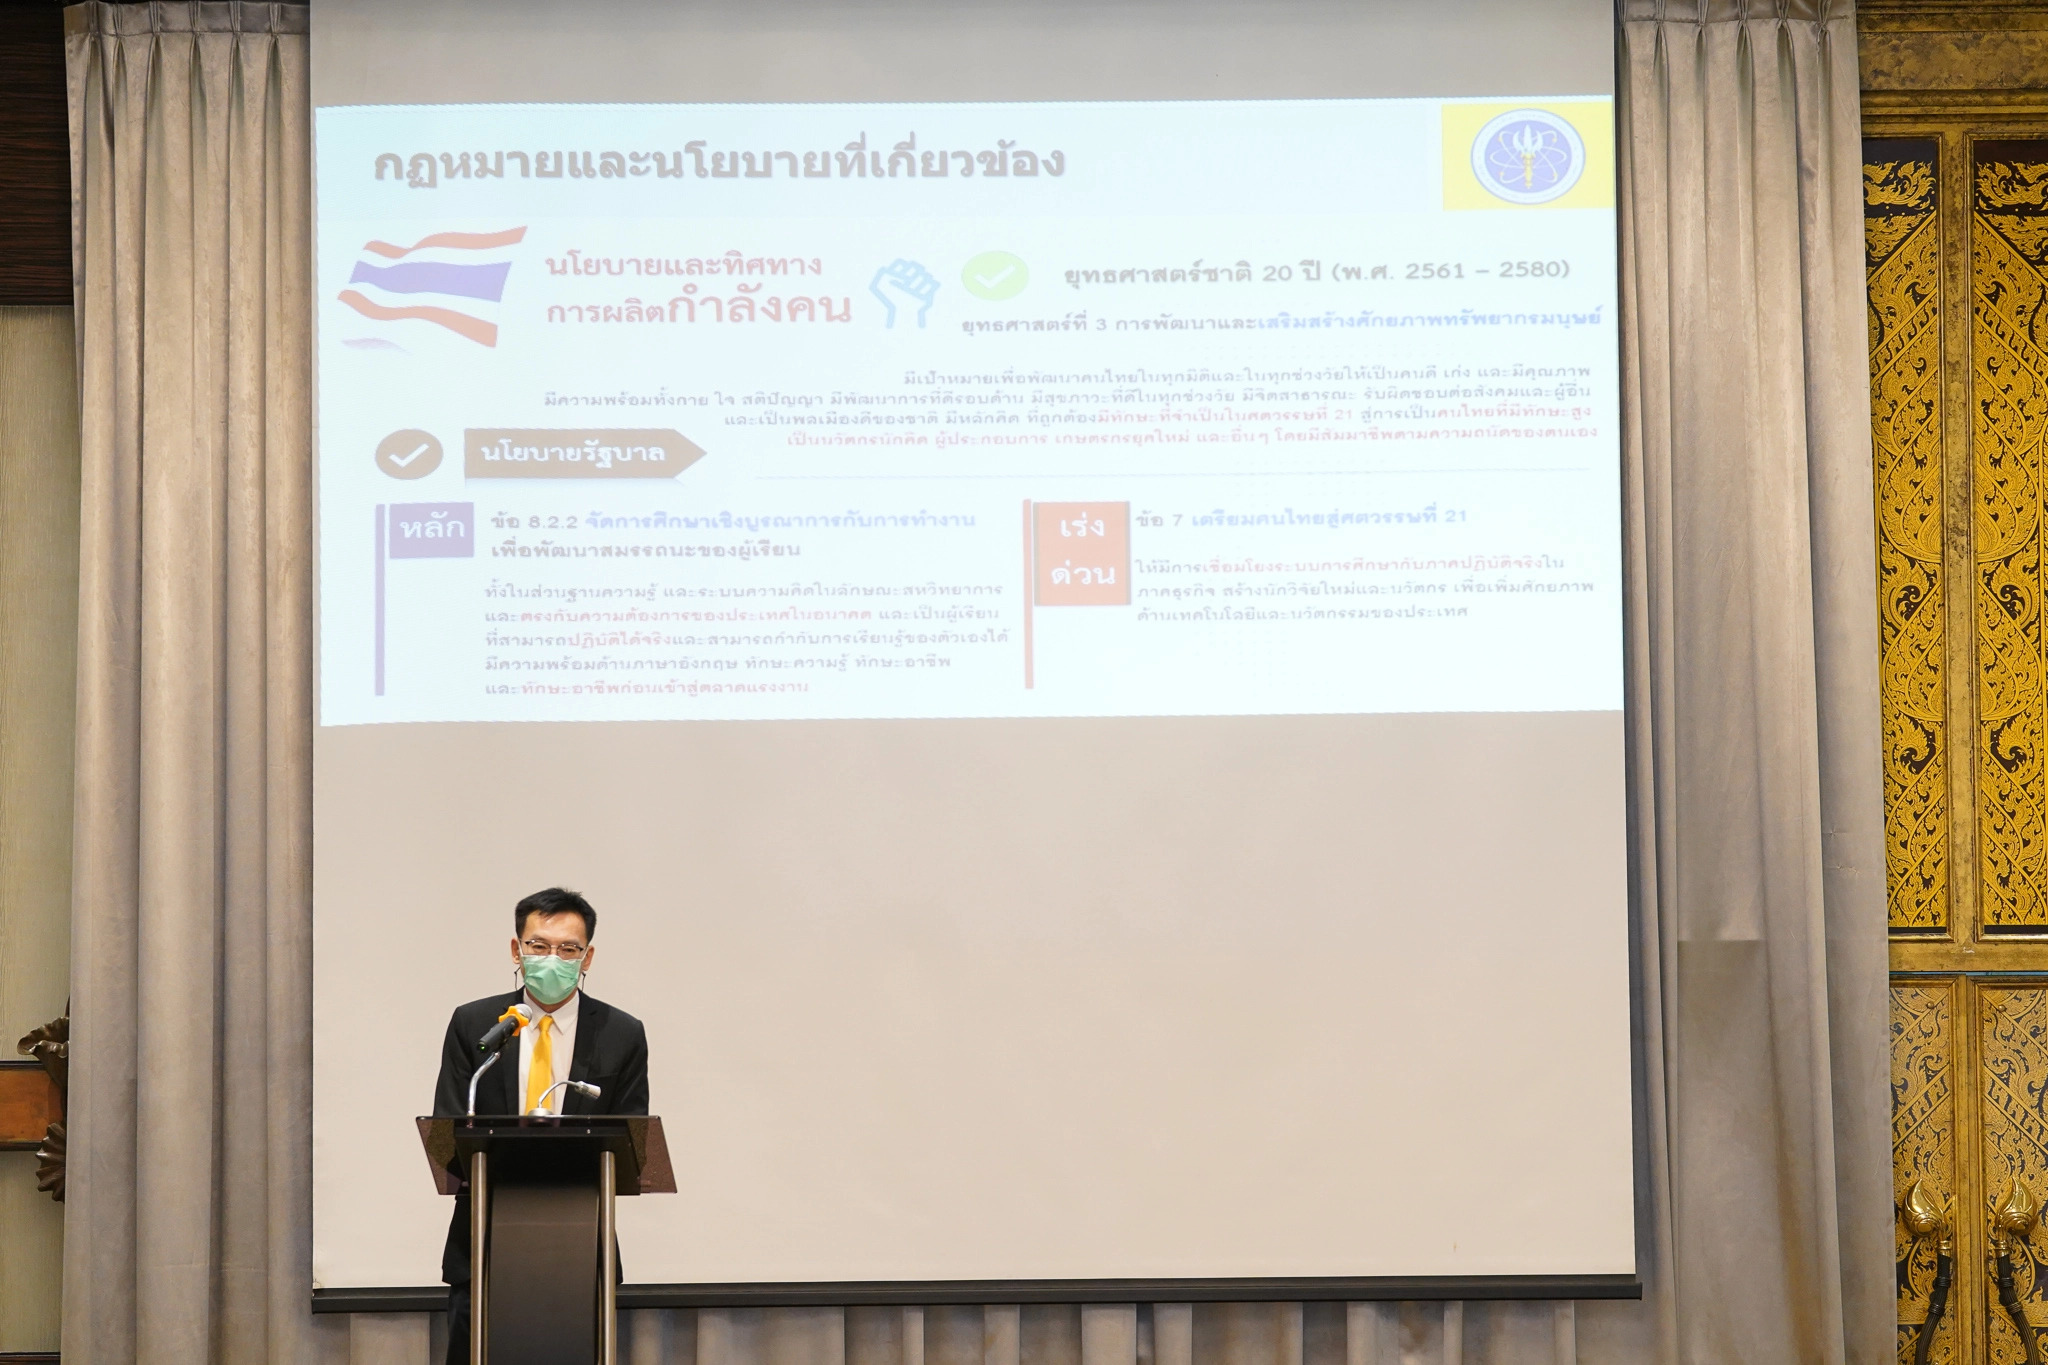 กฎหมายและนโยบายที่เกี่ยวข้อง
นโยบายและทิศทาง
การผลิตกำลังคน
ยุทธศาสตร์ชาติ 20 ปี (พ.ศ. 2561 – 2580)
ยุทธศาสตร์ที่ 3 การพัฒนาและเสริมสร้างศักยภาพทรัพยากรมนุษย์
มีเป้าหมายเพื่อพัฒนาคนไทยในทุกมิติและในทุกช่วงวัยให้เป็นคนดี เก่ง และมีคุณภาพ
มีความพร้อมทั้งกาย ใจ สติปัญญา มีพัฒนาการที่ดีรอบด้าน มีสุขภาวะที่ดีในทุกช่วงวัย มีจิตสาธารณะ รับผิดชอบต่อสังคมและผู้อื่น
และเป็นพลเมืองดีของชาติ มีหลักคิด ที่ถูกต้องมีทักษะที่จำเป็นในศตวรรษที่ 21 สู่การเป็นคนไทยที่มีทักษะสูง
เป็นนวัตกรนักคิด ผู้ประกอบการ เกษตรกรยุคใหม่ และอื่นๆ โดยมีสัมมาชีพตามความถนัดของตนเอง
นโยบายรัฐบาล
หลัก
ข้อ 8.2.2 จัดการศึกษาเชิงบูรณาการกับการทำงาน
เพื่อพัฒนาสมรรถนะของผู้เรียน
ทั้งในส่วนฐานความรู้ และระบบความคิดในลักษณะสหวิทยาการ
และตรงกับความต้องการของประเทศในอนาคต และเป็นผู้เรียน
ที่สามารถปฏิบัติได้จริงและสามารถกำกับการเรียนรู้ของตัวเองได้
มีความพร้อมด้านภาษาอังกฤษ ทักษะความรู้ ทักษะอาชีพ
และทักษะอาชีพก่อนเข้าสู่ตลาดแรงงาน
เร่ง
ด่วน
ข้อ 7 เตรียมคนไทยสู่ศตวรรษที่ 21
ให้มีการเชื่อมโยงระบบการศึกษากับภาคปฏิบัติจริงใน
ภาคธุรกิจ สร้างนักวิจัยใหม่และนวัตกร เพื่อเพิ่มศักยภาพ
ด้านเทคโนโลยีและนวัตกรรมของประเทศ